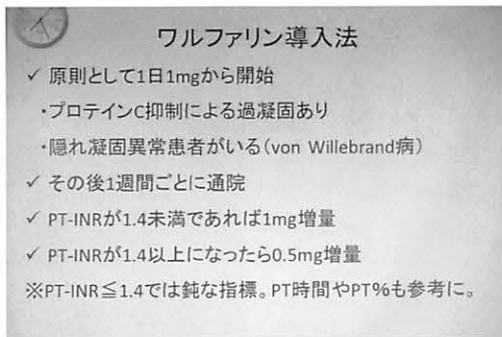 ワルファリン導入法
✓ 原則として1日1mgから開始
・プロテインC抑制による過凝固あり
・隠れ凝固異常患者がいる(von Willebrand病)
✓ その後1週間ごとに通院
✓ PT-INRが1.4未満であれば1mg増量
✓ PT-INRが1.4以上になったら0.5mg増量
※PT-INR≦1.4では鈍な指標。PT時間やPT%も参考に。